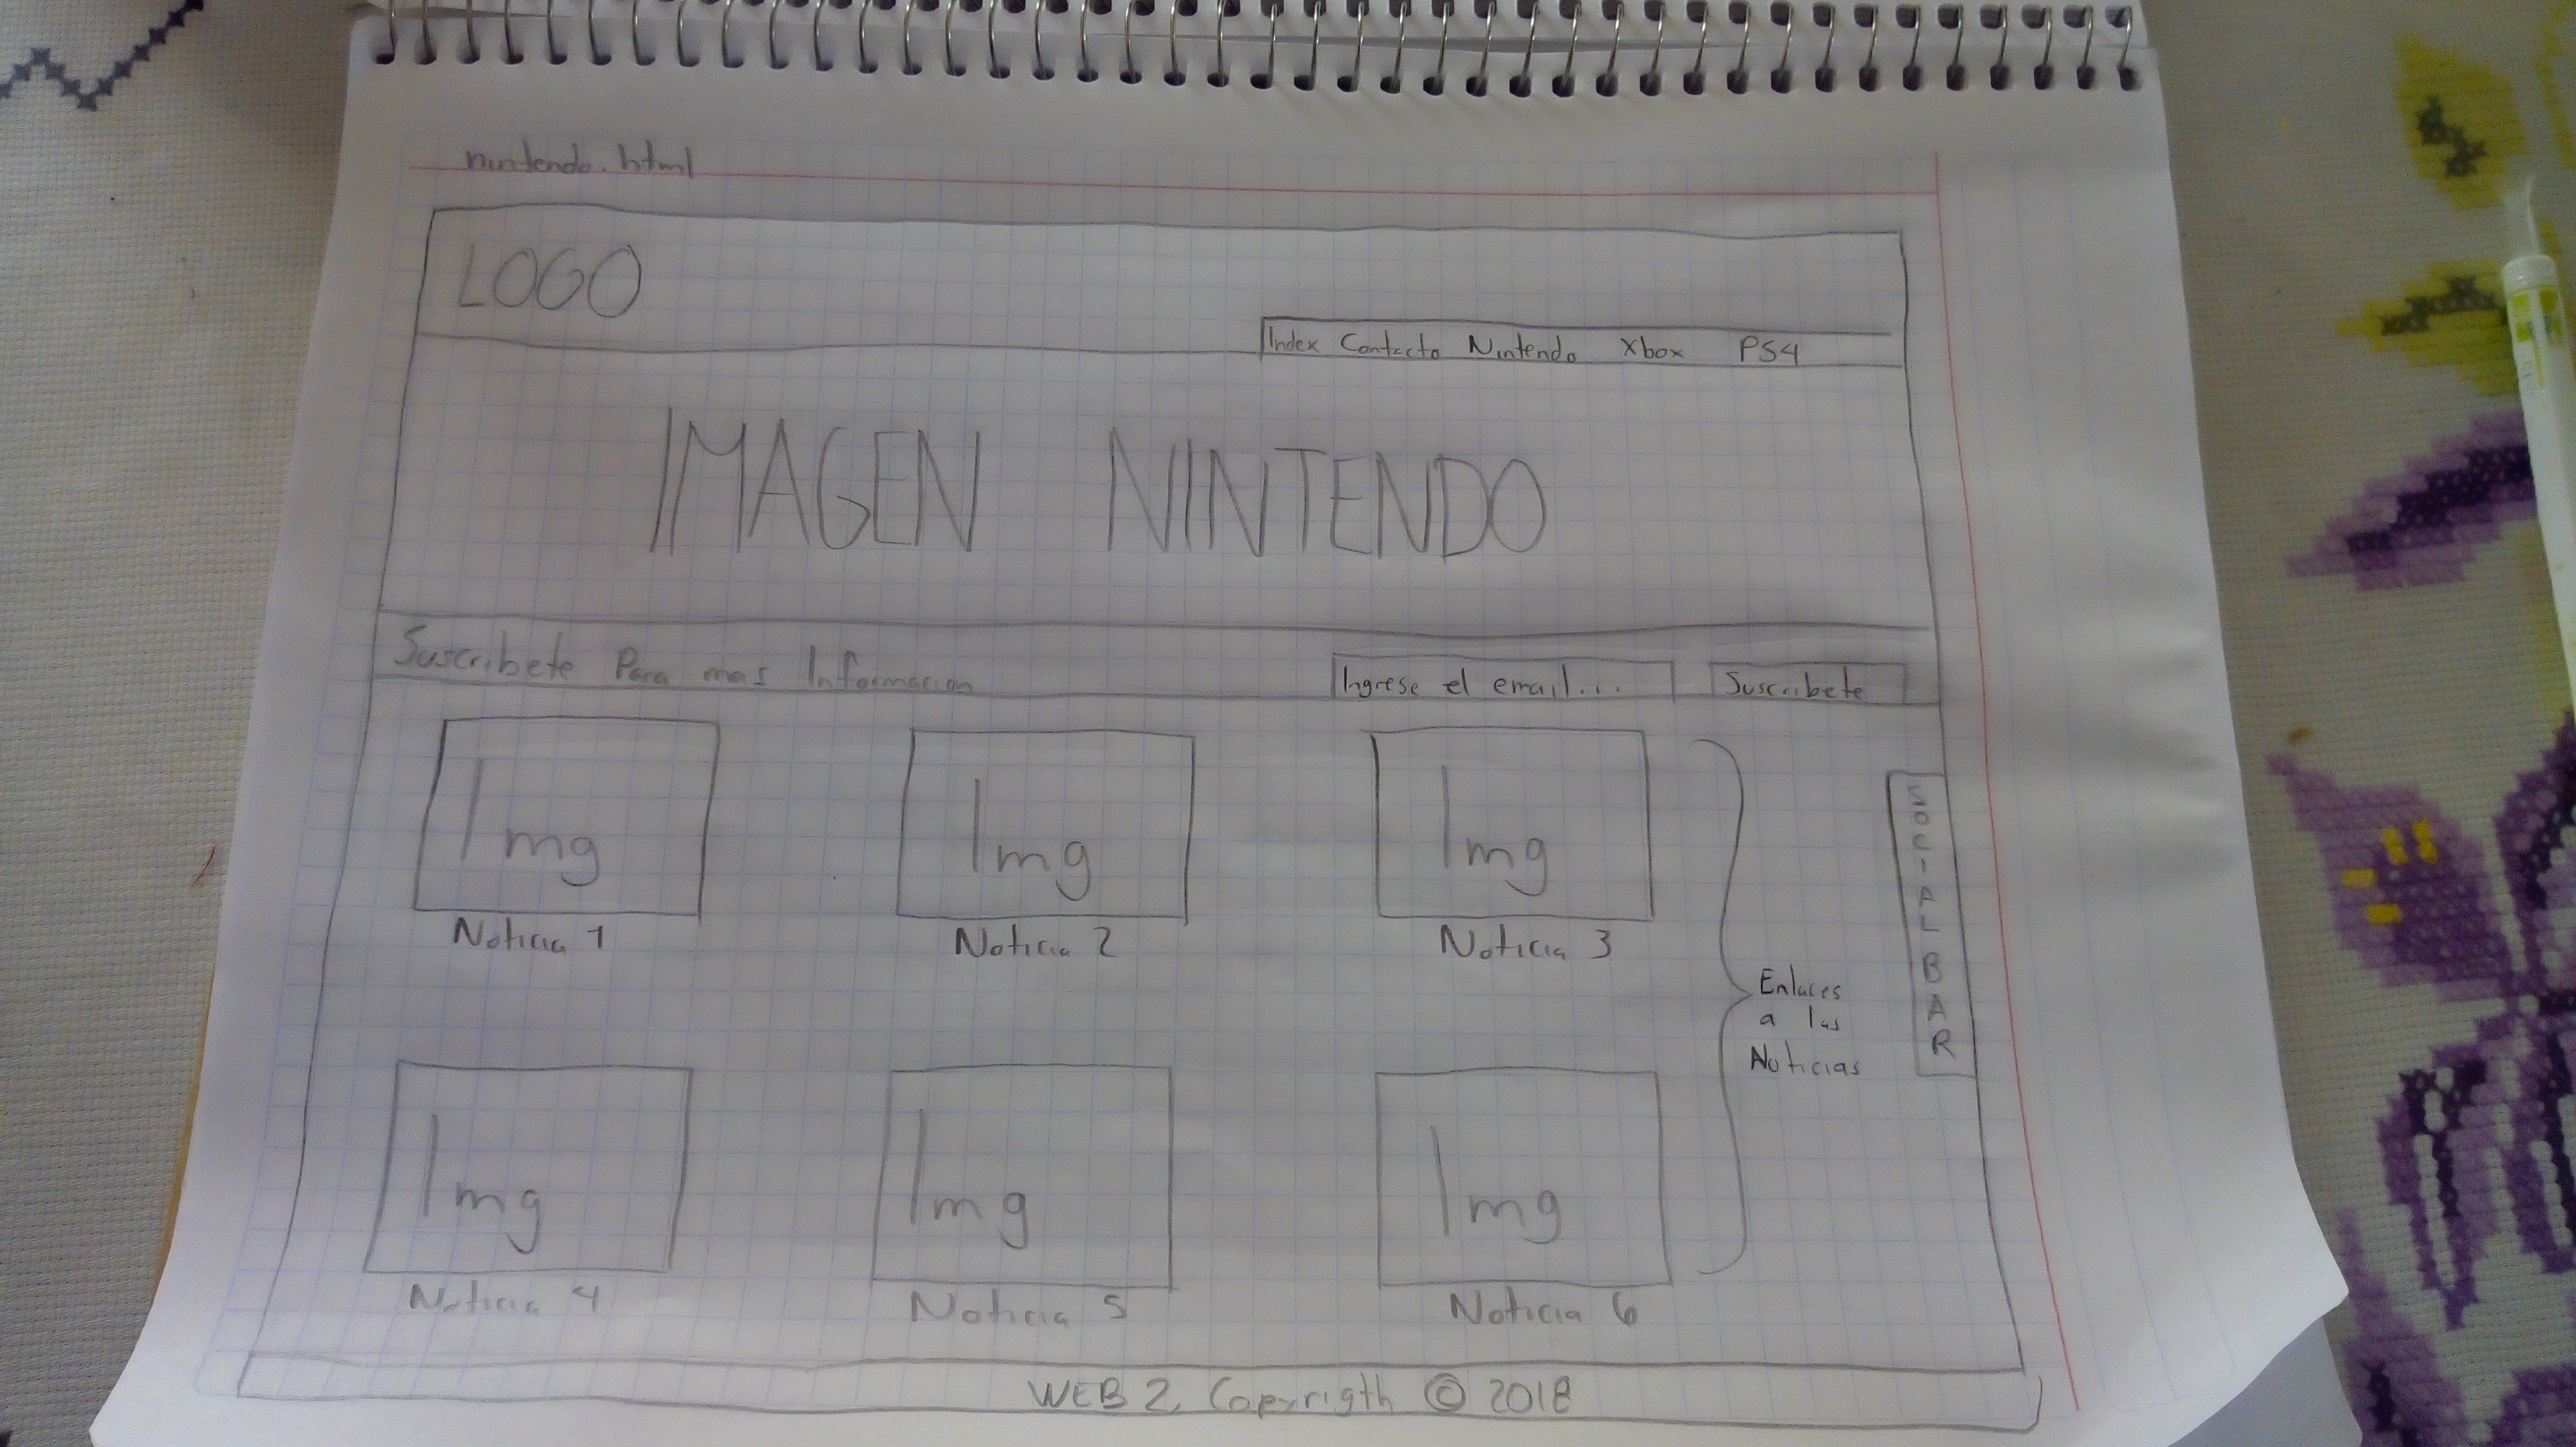 nintendo.html
LOGO
Index Contacto Nintendo Xbox PS4
IMAGEN NINTENDO
Suscribete Para mas Informacion
Ingrese el email... Suscribete
Img Img Img
Noticia 1 Noticia 2 Noticia 3
Enlaces
a las
Noticias
SOCIAL BAR
Img Img Img
Noticia 4 Noticia 5 Noticia 6
WEB 2, Copyrigth © 2018